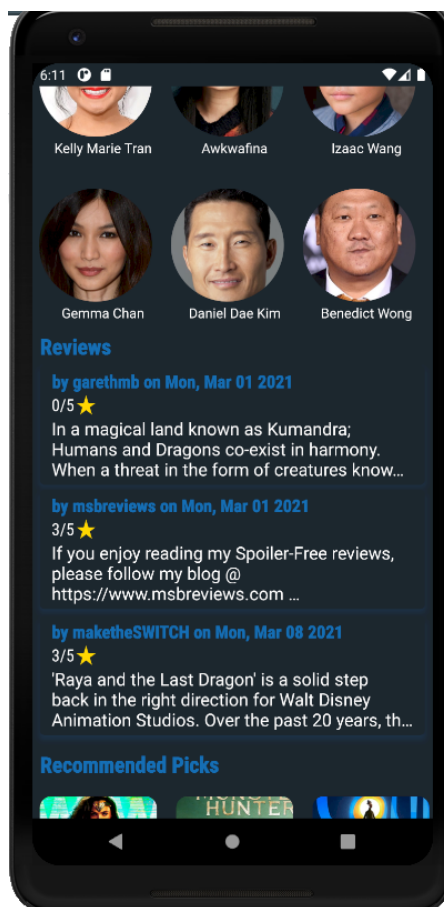 6:11
Kelly Marie Tran
Awkwafina
Izaac Wang
Gemma Chan
Daniel Dae Kim
Benedict Wong
Reviews
by garethmb on Mon, Mar 01 2021
0/5
In a magical land known as Kumandra;
Humans and Dragons co-exist in harmony.
When a threat in the form of creatures know...
by msbreviews on Mon, Mar 01 2021
3/5
If you enjoy reading my Spoiler-Free reviews,
please follow my blog @
https://www.msbreviews.com ...
by maketheSWITCH on Mon, Mar 08 2021
3/5
'Raya and the Last Dragon' is a solid step
back in the right direction for Walt Disney
Animation Studios. Over the past 20 years, th...
Recommended Picks
HUNTER